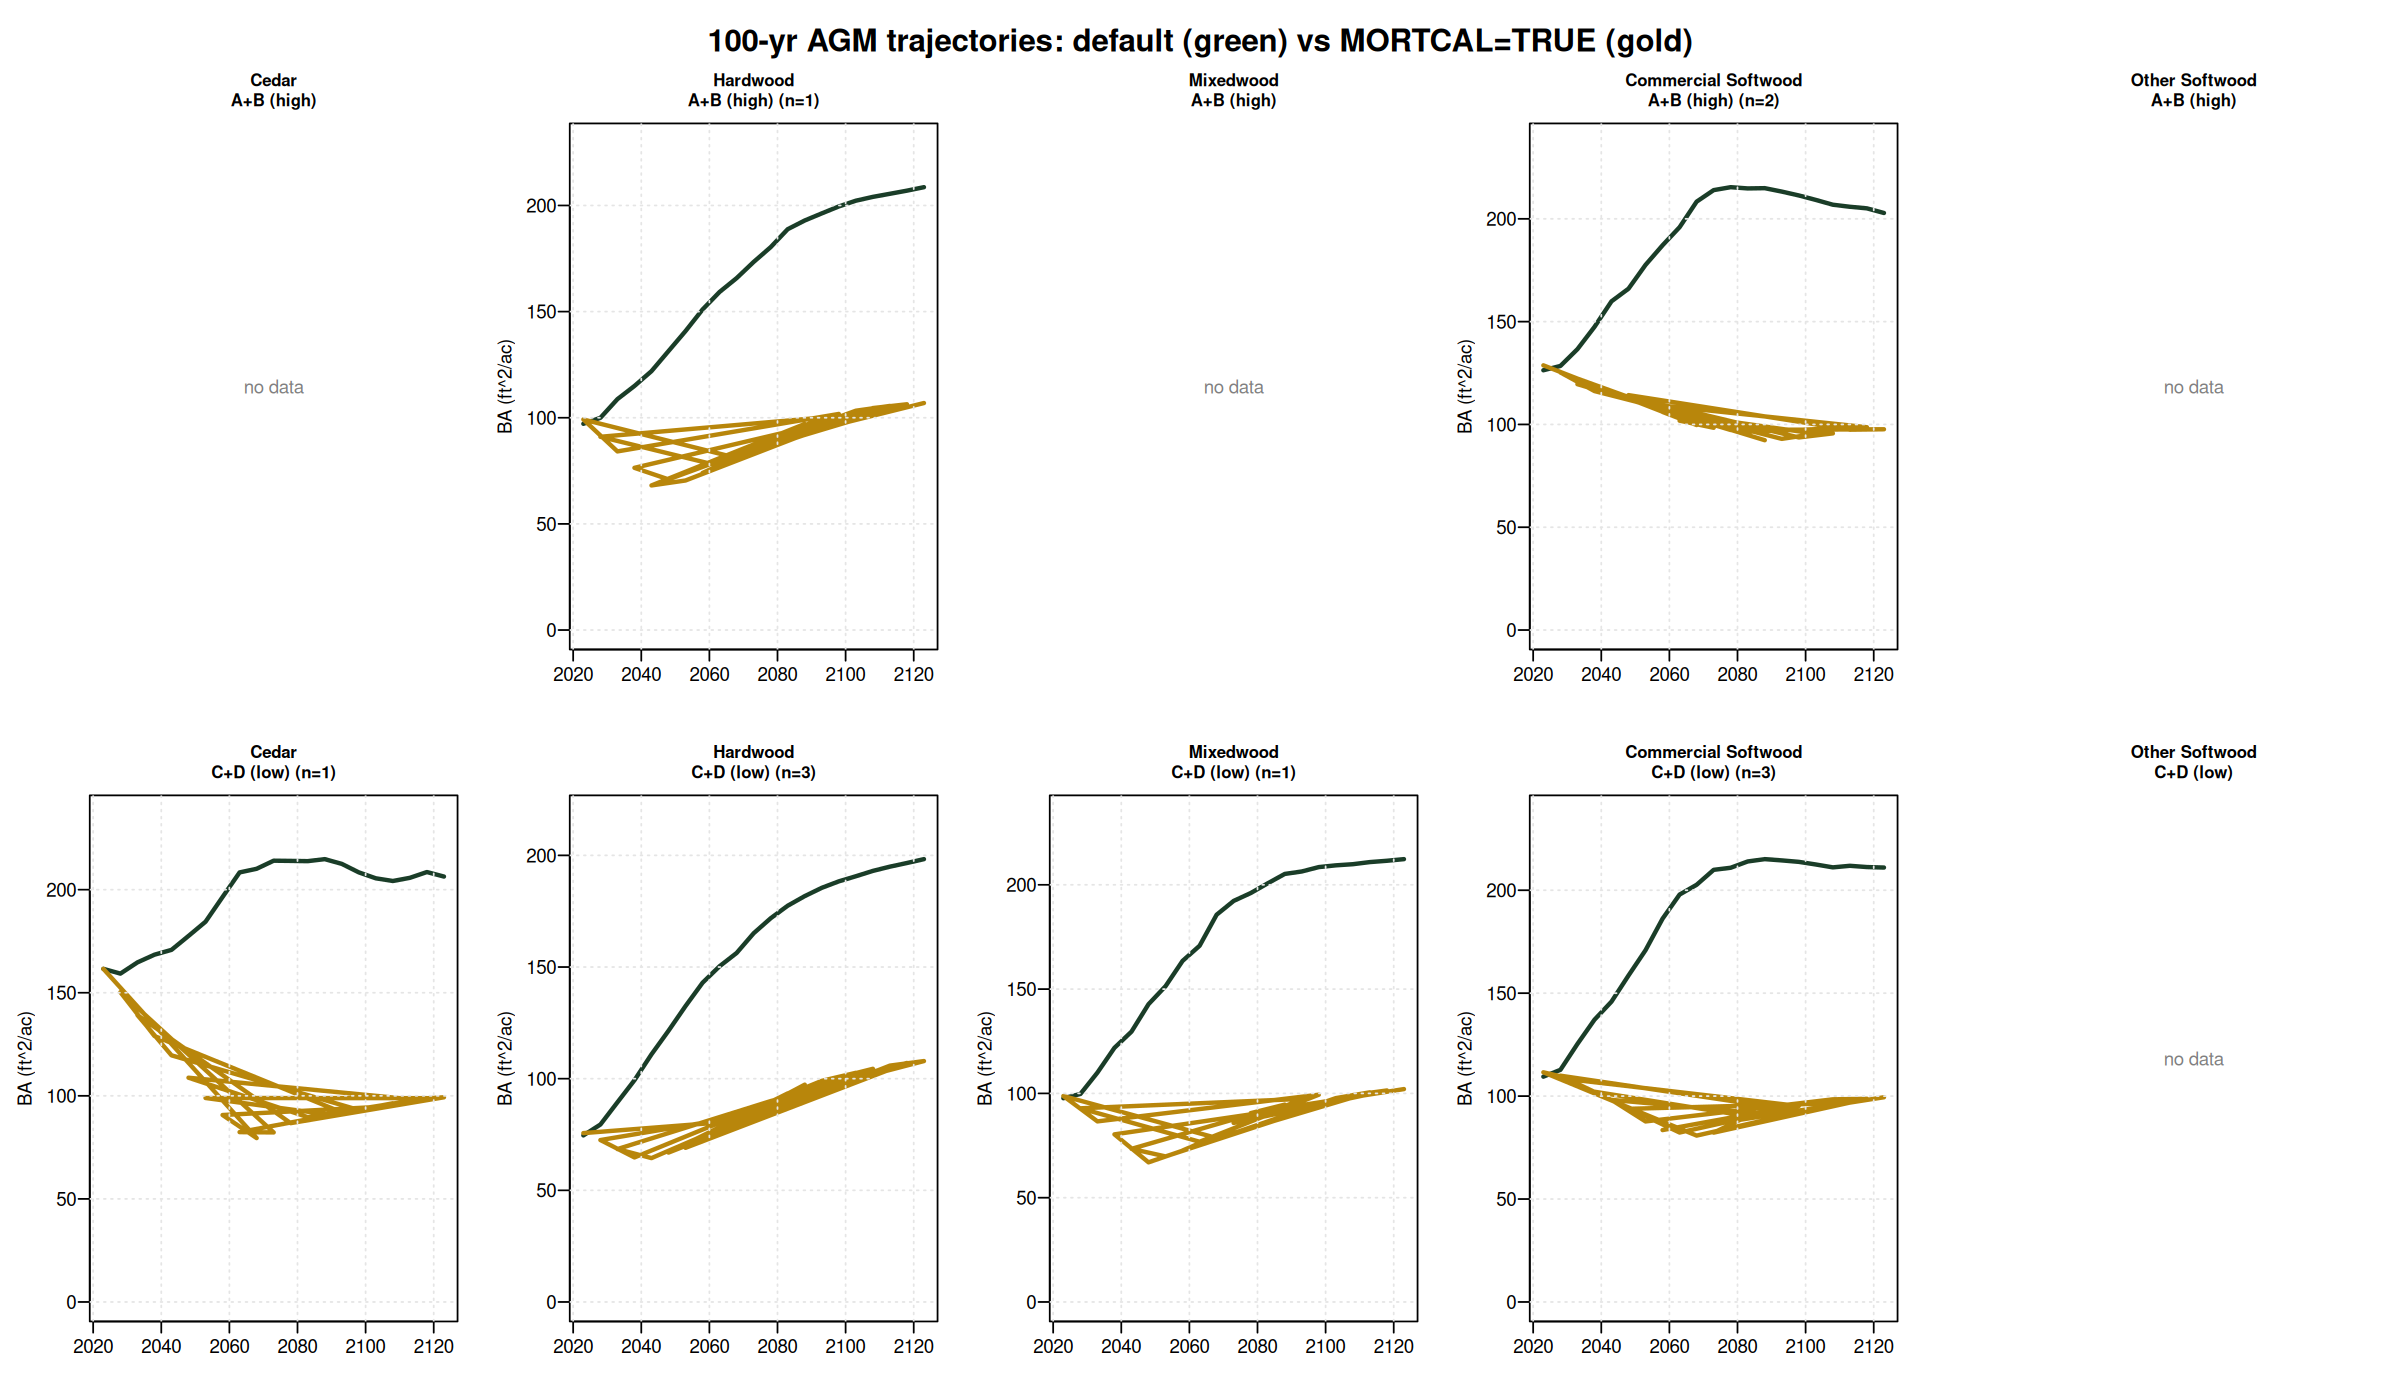 100-yr AGM trajectories: default (green) vs MORTCAL=TRUE (gold)
Cedar
A+B (high)
no data
Hardwood
A+B (high) (n=1)
BA (ft^2/ac)
200
150
100
50
0
2020 2040 2060 2080 2100 2120
Mixedwood
A+B (high)
no data
Commercial Softwood
A+B (high) (n=2)
BA (ft^2/ac)
200
150
100
50
0
2020 2040 2060 2080 2100 2120
Other Softwood
A+B (high)
no data
Cedar
C+D (low) (n=1)
BA (ft^2/ac)
200
150
100
50
0
2020 2040 2060 2080 2100 2120
Hardwood
C+D (low) (n=3)
BA (ft^2/ac)
200
150
100
50
0
2020 2040 2060 2080 2100 2120
Mixedwood
C+D (low) (n=1)
BA (ft^2/ac)
200
150
100
50
0
2020 2040 2060 2080 2100 2120
Commercial Softwood
C+D (low) (n=3)
BA (ft^2/ac)
200
150
100
50
0
2020 2040 2060 2080 2100 2120
Other Softwood
C+D (low)
no data